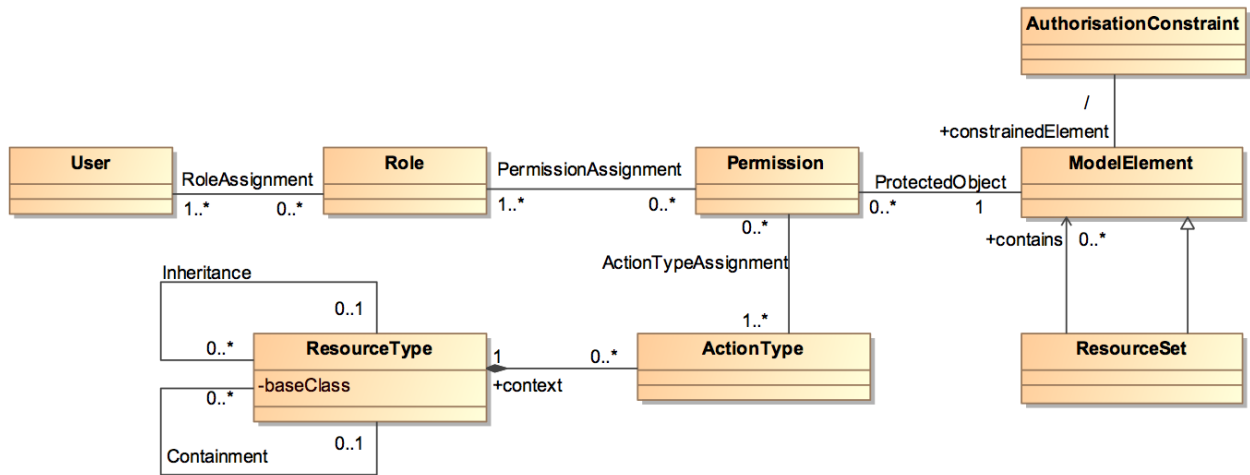 AuthorisationConstraint
/
+constrainedElement
User
RoleAssignment
1..*
0..*
Role
PermissionAssignment
1..*
0..*
Permission
ProtectedObject
0..*
1
ModelElement
+contains
0..*
0..*
ActionTypeAssignment
1..*
Inheritance
0..1
0..*
ResourceType
-baseClass
0..*
0..1
Containment
1
0..*
+context
ActionType
ResourceSet